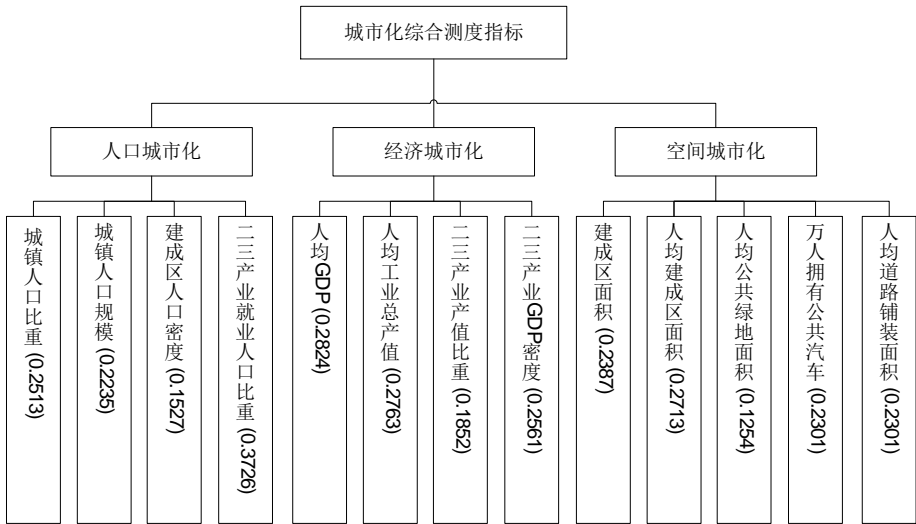 城市化综合测度指标
人口城市化
经济城市化
空间城市化
城镇人口比重 (0.2513)
城镇人口规模 (0.2235)
建成区人口密度 (0.1527)
二三产业就业人口比重 (0.3726)
人均GDP (0.2824)
人均工业总产值 (0.2763)
二三产业产值比重 (0.1852)
二三产业GDP密度 (0.2561)
建成区面积 (0.2387)
人均建成区面积 (0.2713)
人均公共绿地面积 (0.1254)
万人拥有公共汽车 (0.2301)
人均道路铺装面积 (0.2301)